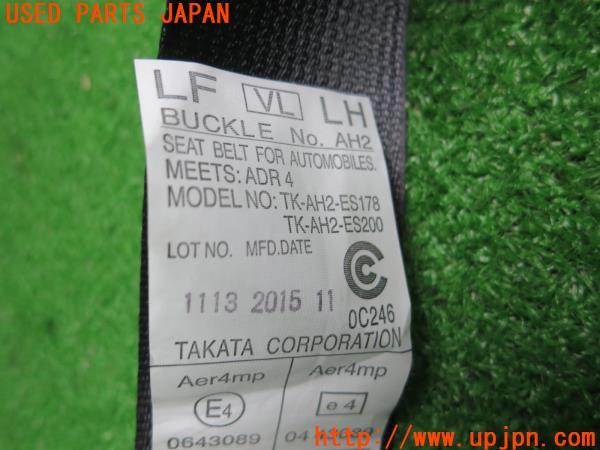 USED PARTS JAPAN
LF VL LH
BUCKLE No. AH2
SEAT BELT FOR AUTOMOBILES.
MEETS: ADR 4
MODEL NO: TK-AH2-ES178
TK-AH2-ES200
LOT NO. MFD.DATE
1113 2015 11
0C246
TAKATA CORPORATION
Aer4mp Aer4mp
E4 e4
0643089
http://www.upjpn.com